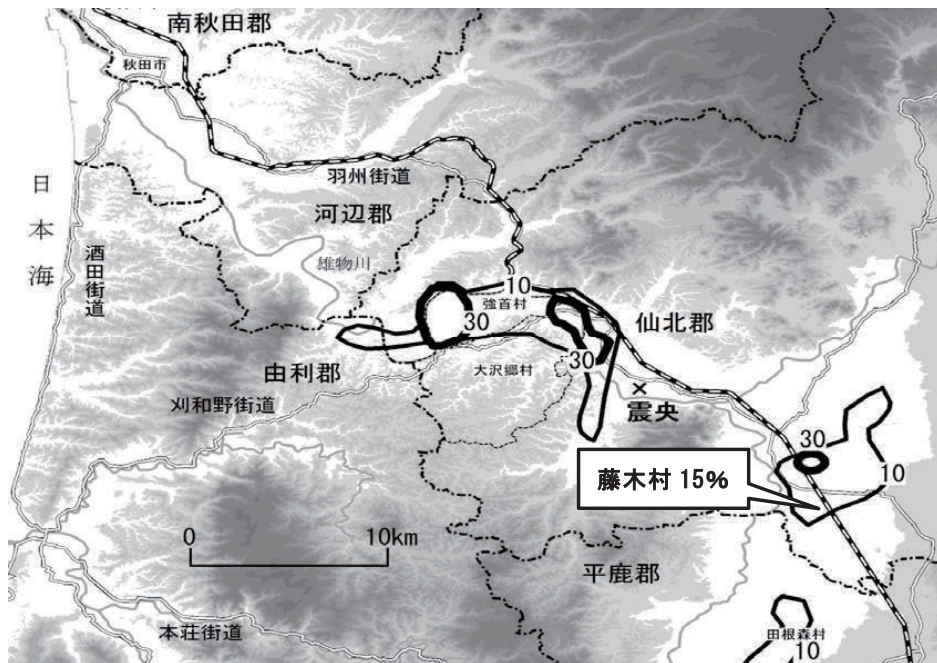 南秋田郡
秋田市
羽州街道
日本海
河辺郡
酒田街道
雄物川
10
強首村
30
仙北郡
30
由利郡
大沢郷村
刈和野街道
震央
30
10
藤木村 15%
0
10km
平鹿郡
本荘街道
田根森村
10